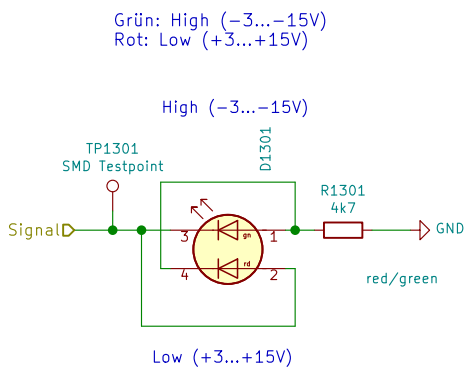 Grün: High (−3...−15V)
Rot: Low (+3...+15V)
High (−3...−15V)
D1301
TP1301
SMD Testpoint
R1301
4k7
Signal
3
gn
1
GND
4
rd
2
red/green
Low (+3...+15V)